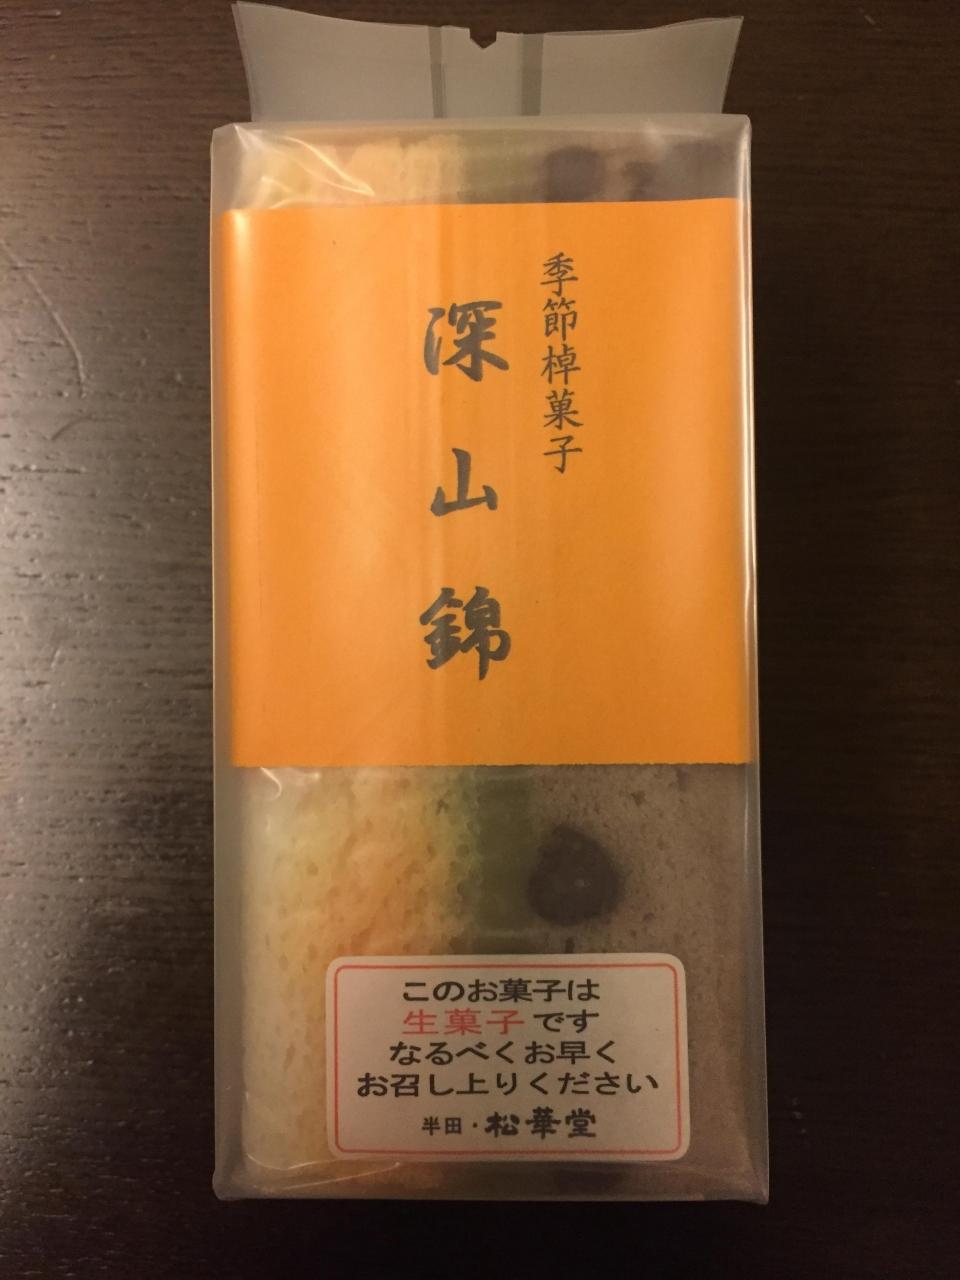 季節棹菓子
深山錦
このお菓子は
生菓子です
なるべくお早く
お召し上りください
半田・松華堂